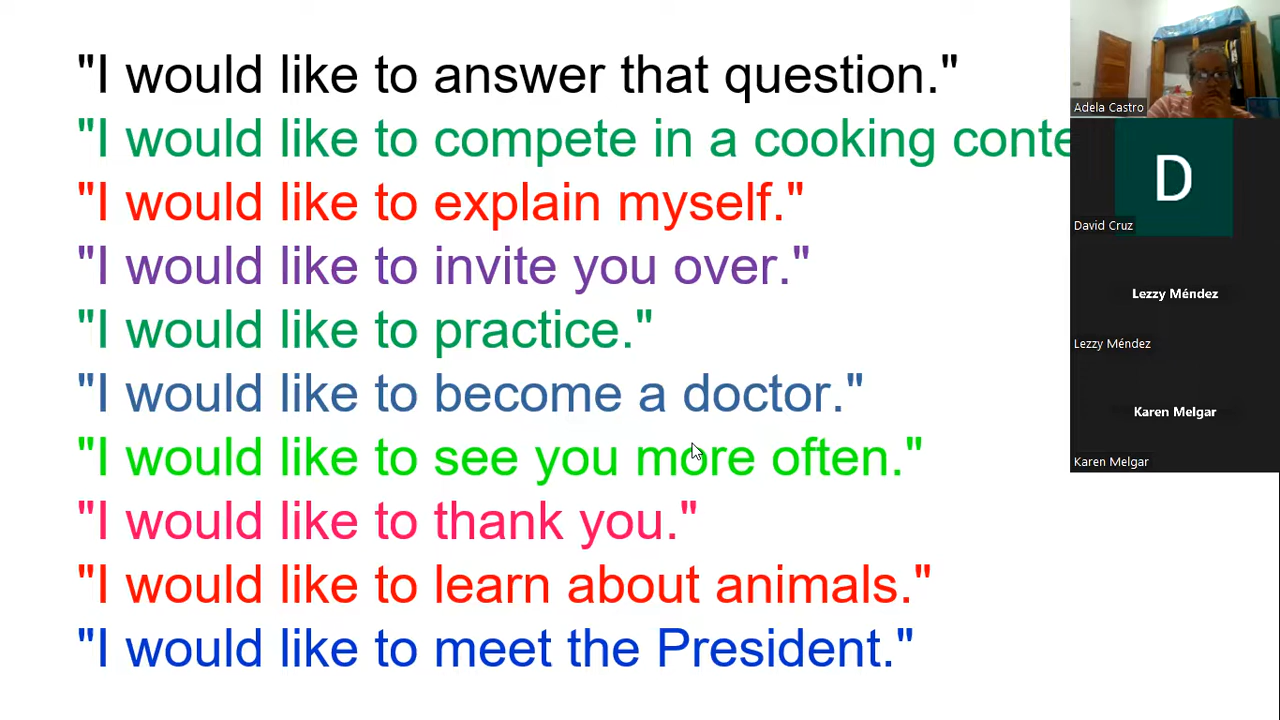 "I would like to answer that question."
"I would like to compete in a cooking
"I would like to explain myself."
"I would like to invite you over."
"I would like to practice."
"I would like to become a doctor."
"I would like to see you more often."
"I would like to thank you."
"I would like to learn about animals."
"I would like to meet the President."
Adela Castro
D
David Cruz
Lezzy Méndez
Lezzy Méndez
Karen Melgar
Karen Melgar